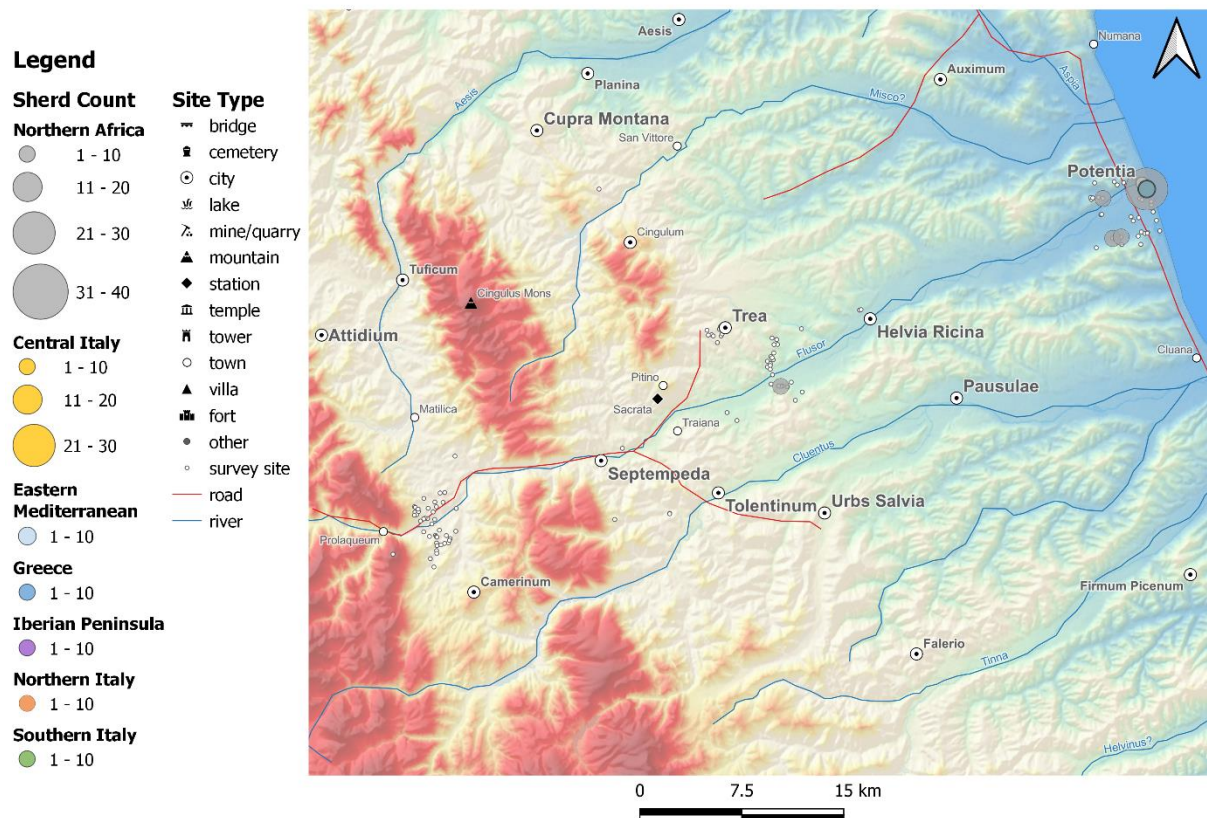 Legend
Sherd Count
Northern Africa
1 - 10
11 - 20
21 - 30
31 - 40
Central Italy
1 - 10
11 - 20
21 - 30
Eastern
Mediterranean
1 - 10
Greece
1 - 10
Iberian Peninsula
1 - 10
Northern Italy
1 - 10
Southern Italy
1 - 10
Site Type
bridge
cemetery
city
lake
mine/quarry
mountain
station
temple
tower
town
villa
fort
other
survey site
road
river
Aesis
Numana
Planina
Auximum
Aspia
Aesis
Misco?
Cupra Montana
San Vittore
Potentia
Cingulum
Tuficum
Cingulus Mons
Trea
Helvia Ricina
Attidium
Flusor
Cluana
Pitino
Pausulae
Sacrata
Matilica
Traiana
Cluentus
Septempeda
Tolentinum
Urbs Salvia
Prolaqueum
Camerinum
Firmum Picenum
Falerio
Tinna
Helvinus?
0
7.5
15 km